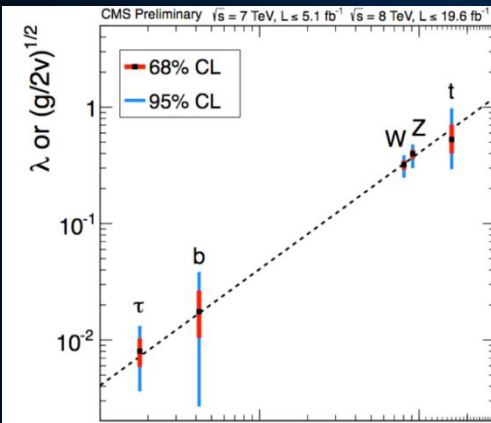 CMS Preliminary √s = 7 TeV, L ≤ 5.1 fb⁻¹ √s = 8 TeV, L ≤ 19.6 fb⁻¹
λ or (g/2v)^1/2
68% CL
95% CL
t
1
W Z
10⁻¹
b
τ
10⁻²